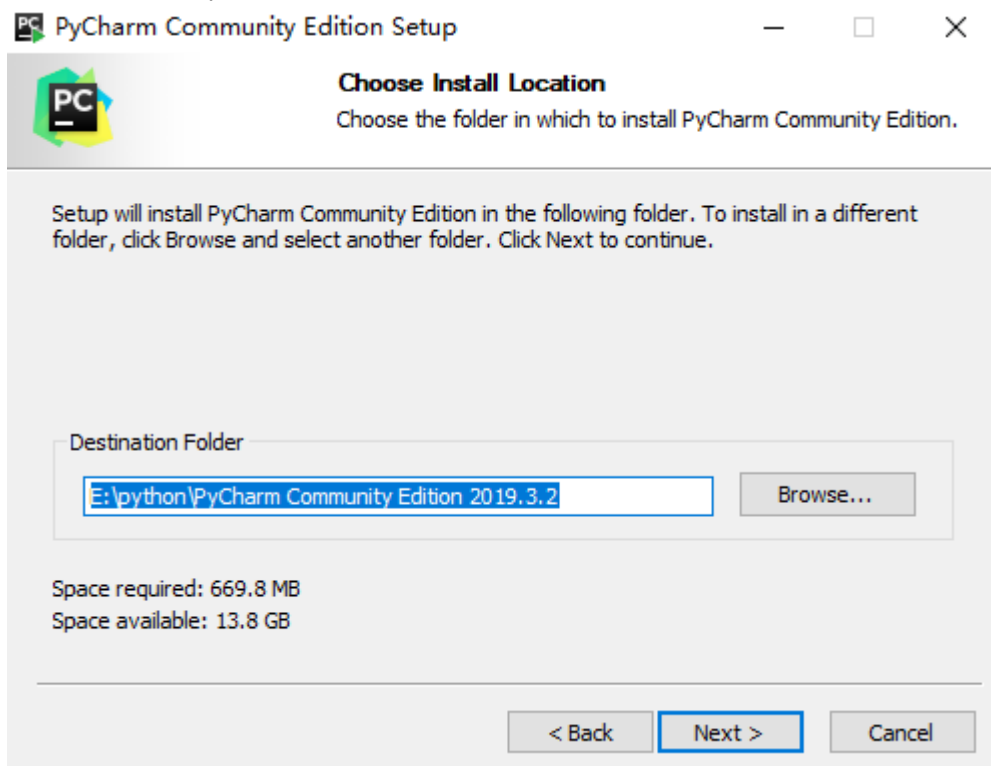 PyCharm Community Edition Setup
PC
Choose Install Location
Choose the folder in which to install PyCharm Community Edition.
Setup will install PyCharm Community Edition in the following folder. To install in a different
folder, click Browse and select another folder. Click Next to continue.
Destination Folder
E:\python\PyCharm Community Edition 2019.3.2
Browse...
Space required: 669.8 MB
Space available: 13.8 GB
< Back
Next >
Cancel